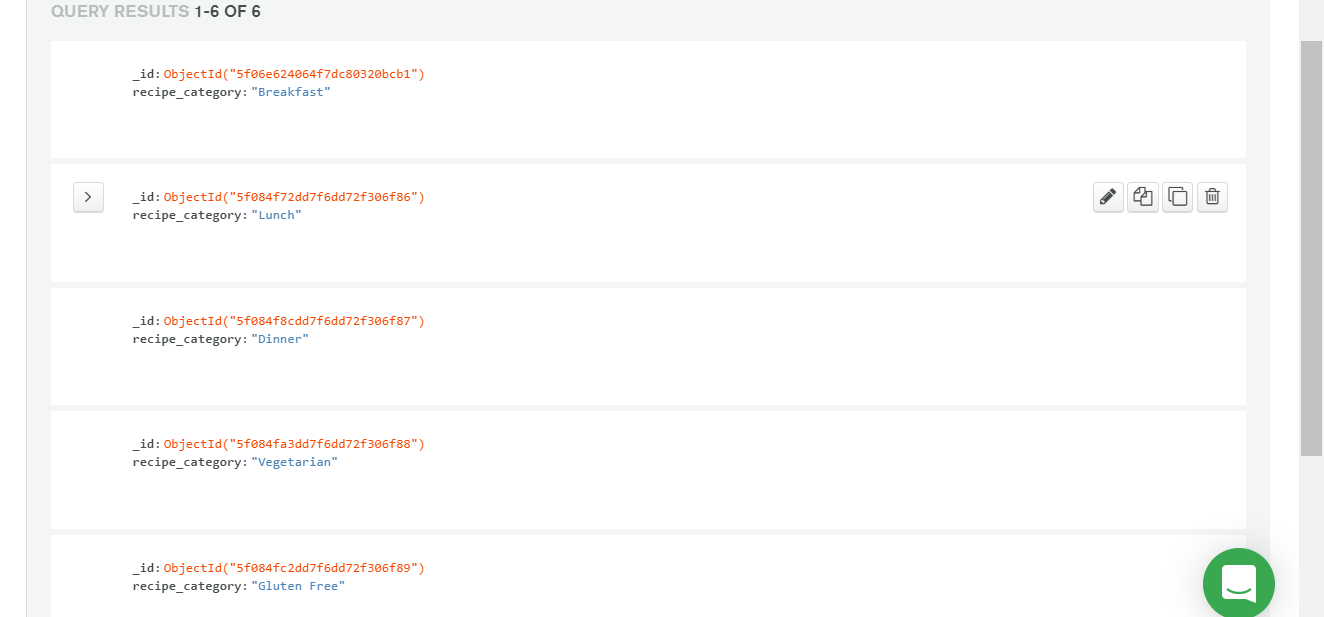 QUERY RESULTS 1-6 OF 6
_id: ObjectId("5f06e624064f7dc80320bcb1")
recipe_category: "Breakfast"
_id: ObjectId("5f084f72dd7f6dd72f306f86")
recipe_category: "Lunch"
_id: ObjectId("5f084f8cdd7f6dd72f306f87")
recipe_category: "Dinner"
_id: ObjectId("5f084fa3dd7f6dd72f306f88")
recipe_category: "Vegetarian"
_id: ObjectId("5f084fc2dd7f6dd72f306f89")
recipe_category: "Gluten Free"